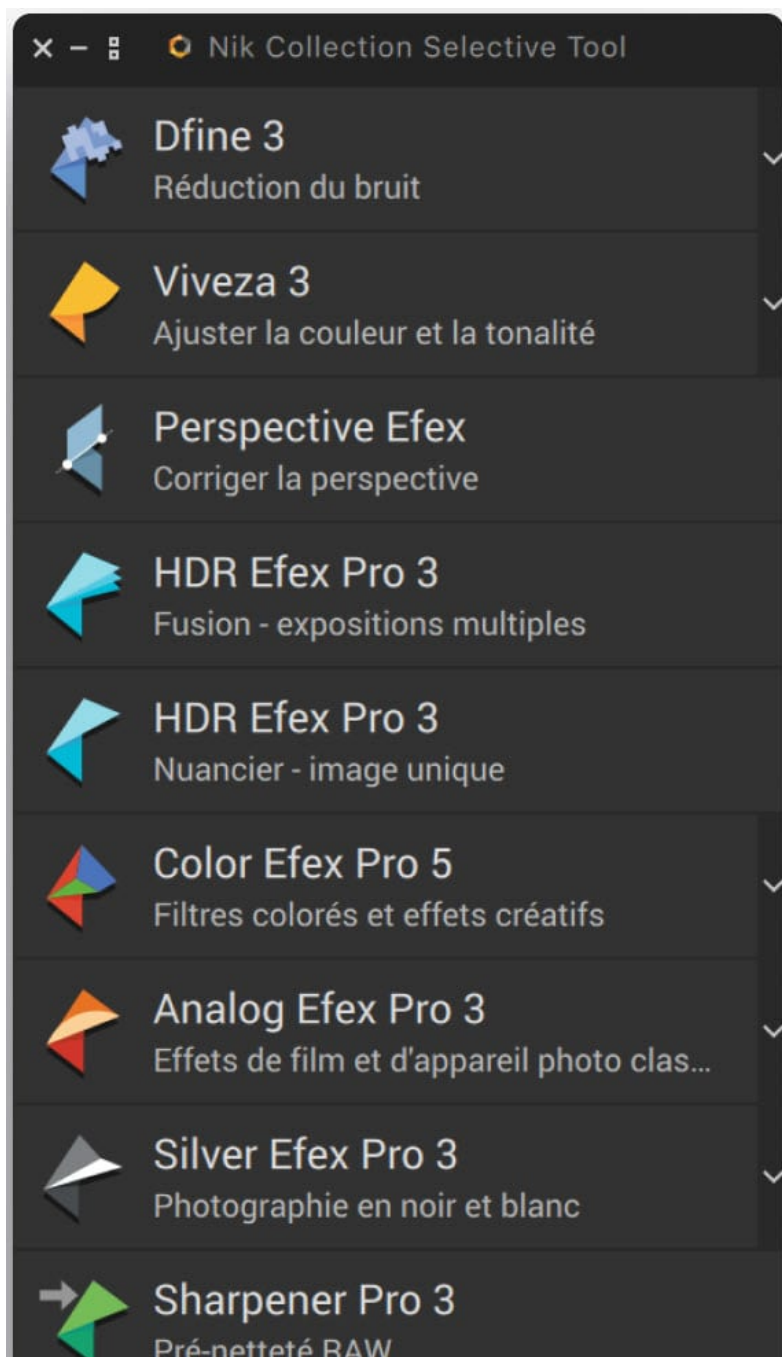 Nik Collection Selective Tool
Dfine 3
Réduction du bruit
Viveza 3
Ajuster la couleur et la tonalité
Perspective Efex
Corriger la perspective
HDR Efex Pro 3
Fusion - expositions multiples
HDR Efex Pro 3
Nuancier - image unique
Color Efex Pro 5
Filtres colorés et effets créatifs
Analog Efex Pro 3
Effets de film et d'appareil photo clas...
Silver Efex Pro 3
Photographie en noir et blanc
Sharpener Pro 3
Pré-netteté RAW